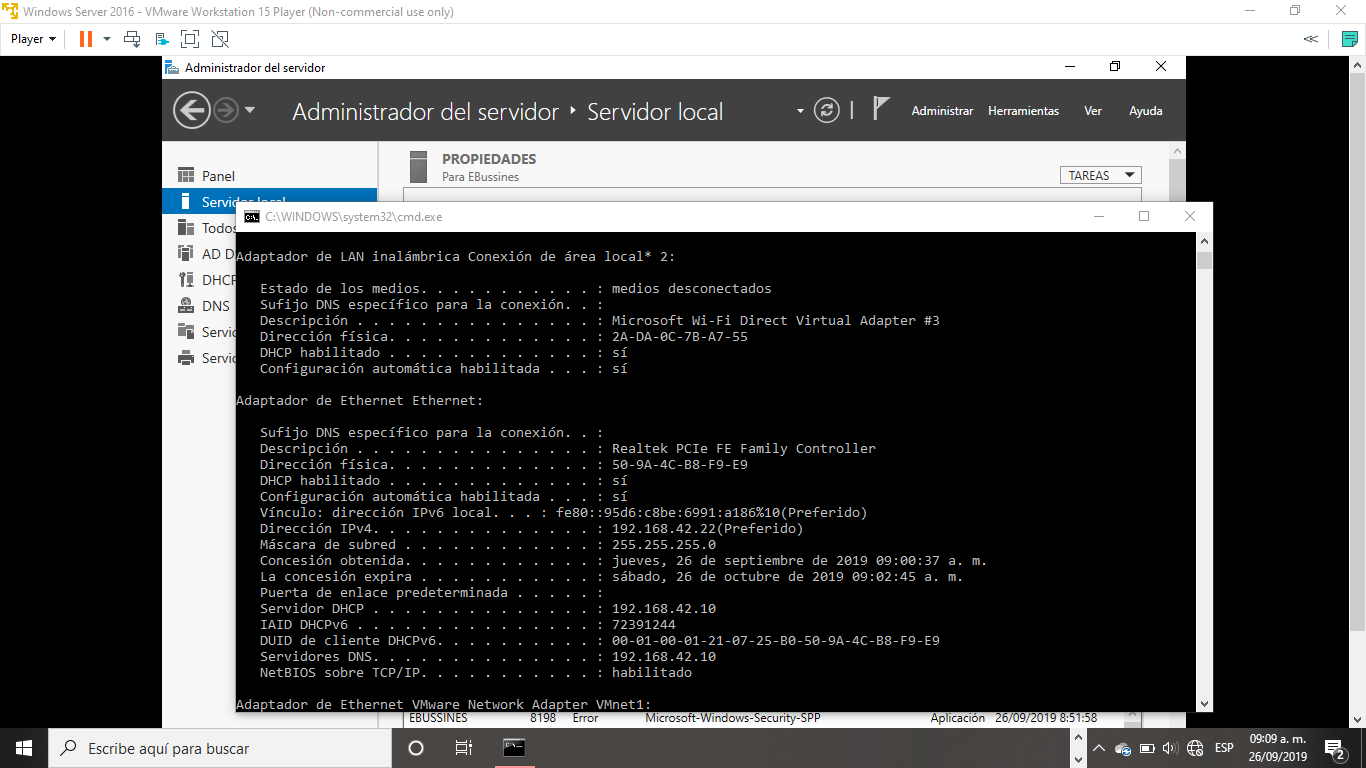 Windows Server 2016 - VMware Workstation 15 Player (Non-commercial use only)
Player
Administrador del servidor
Administrador del servidor Servidor local
Administrar Herramientas Ver Ayuda
Panel
Servidor local
Todos
AD D
DHCP
DNS
Servic
Servic
PROPIEDADES
Para EBussines
TAREAS
C:\WINDOWS\system32\cmd.exe
Adaptador de LAN inalámbrica Conexión de área local* 2:
Estado de los medios. . . . . . . . . . . : medios desconectados
Sufijo DNS específico para la conexión. . :
Descripción . . . . . . . . . . . . . . . : Microsoft Wi-Fi Direct Virtual Adapter #3
Dirección física. . . . . . . . . . . . . : 2A-DA-0C-7B-A7-55
DHCP habilitado . . . . . . . . . . . . . : sí
Configuración automática habilitada . . . : sí
Adaptador de Ethernet Ethernet:
Sufijo DNS específico para la conexión. . :
Descripción . . . . . . . . . . . . . . . : Realtek PCIe FE Family Controller
Dirección física. . . . . . . . . . . . . : 50-9A-4C-B8-F9-E9
DHCP habilitado . . . . . . . . . . . . . : sí
Configuración automática habilitada . . . : sí
Vínculo: dirección IPv6 local. . . : fe80::95d6:c8be:6991:a186%10(Preferido)
Dirección IPv4. . . . . . . . . . . . . . : 192.168.42.22(Preferido)
Máscara de subred . . . . . . . . . . . . : 255.255.255.0
Concesión obtenida. . . . . . . . . . . . : jueves, 26 de septiembre de 2019 09:00:37 a. m.
La concesión expira . . . . . . . . . . . : sábado, 26 de octubre de 2019 09:02:45 a. m.
Puerta de enlace predeterminada . . . . . :
Servidor DHCP . . . . . . . . . . . . . . : 192.168.42.10
IAID DHCPv6 . . . . . . . . . . . . . . . : 72391244
DUID de cliente DHCPv6. . . . . . . . . . : 00-01-00-01-21-07-25-B0-50-9A-4C-B8-F9-E9
Servidores DNS. . . . . . . . . . . . . . : 192.168.42.10
NetBIOS sobre TCP/IP. . . . . . . . . . . : habilitado
Adaptador de Ethernet VMware Network Adapter VMnet1:
EBUSSINES 8198 Error Microsoft-Windows-Security-SPP Aplicación 26/09/2019 8:51:58
Escribe aquí para buscar
ESP
09:09 a. m.
26/09/2019
2